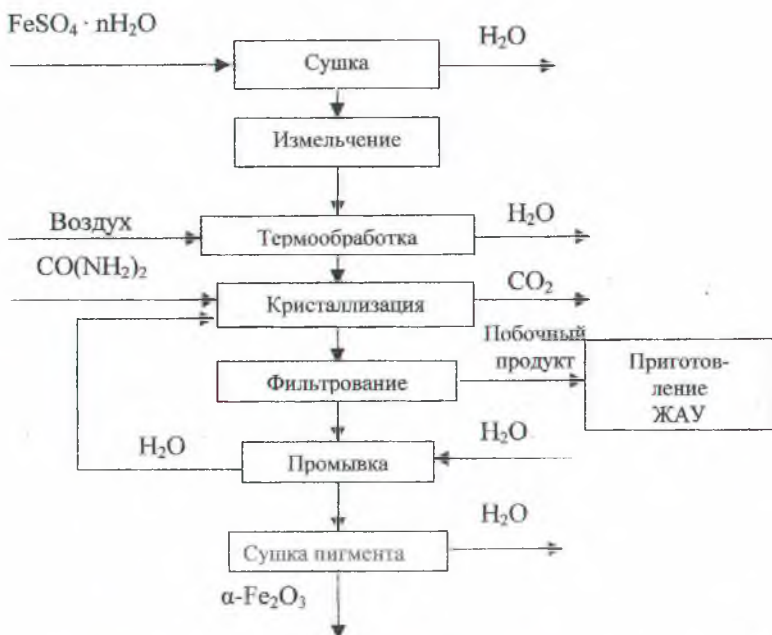 FeSO₄ · nH₂O
Сушка
H₂O
Измельчение
Воздух
Термообработка
H₂O
CO(NH₂)₂
Кристаллизация
CO₂
Фильтрование
Побочный
продукт
Приготов-
ление
ЖАУ
H₂O
Промывка
H₂O
Сушка пигмента
H₂O
α-Fe₂O₃